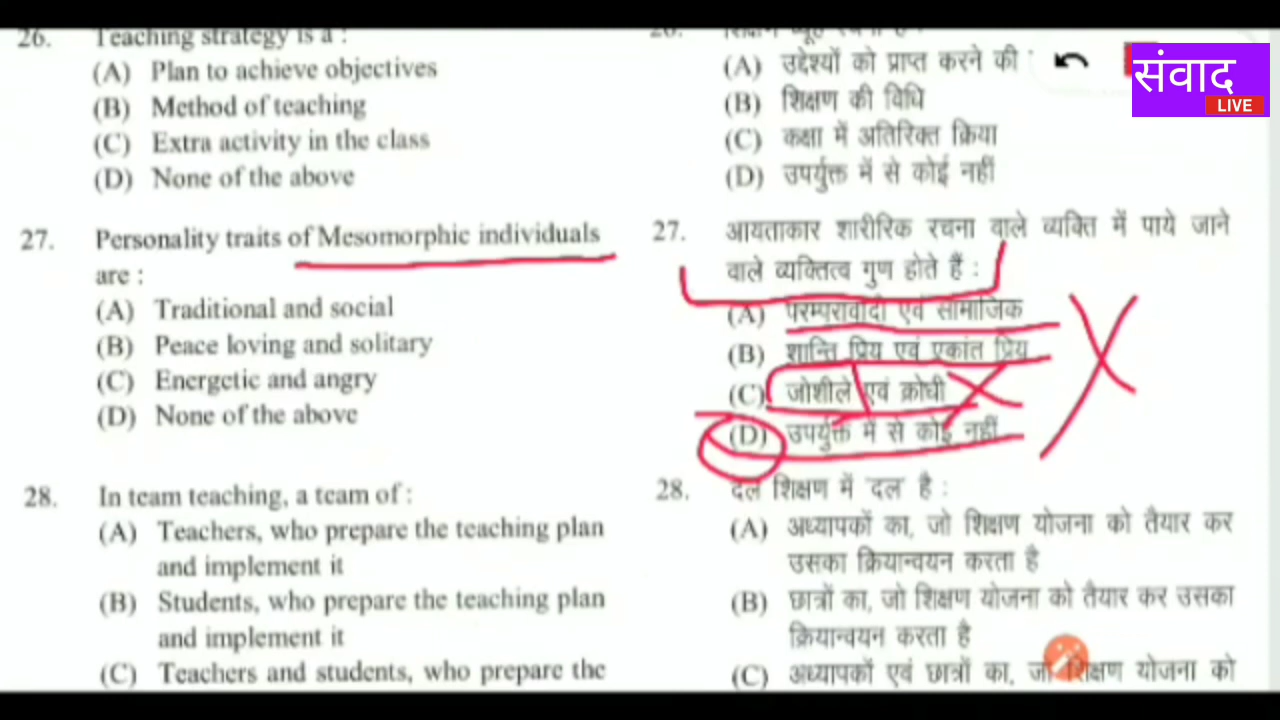 26. Teaching strategy is a :
(A) Plan to achieve objectives
(B) Method of teaching
(C) Extra activity in the class
(D) None of the above
27. Personality traits of Mesomorphic individuals
are :
(A) Traditional and social
(B) Peace loving and solitary
(C) Energetic and angry
(D) None of the above
28. In team teaching, a team of :
(A) Teachers, who prepare the teaching plan
and implement it
(B) Students, who prepare the teaching plan
and implement it
(C) Teachers and students, who prepare the
26. शिक्षण व्यूह रचना है :
(A) उद्देश्यों को प्राप्त करने की
(B) शिक्षण की विधि
(C) कक्षा में अतिरिक्त क्रिया
(D) उपर्युक्त में से कोई नहीं
27. आयताकार शारीरिक रचना वाले व्यक्ति में पाये जाने
वाले व्यक्तित्व गुण होते हैं :
(A) परम्परावादी एवं सामाजिक
(B) शान्ति प्रिय एवं एकांत प्रिय
(C) जोशीले एवं क्रोधी
(D) उपर्युक्त में से कोई नहीं
28. दल शिक्षण में दल है :
(A) अध्यापकों का, जो शिक्षण योजना को तैयार कर
उसका क्रियान्वयन करता है
(B) छात्रों का, जो शिक्षण योजना को तैयार कर उसका
क्रियान्वयन करता है
(C) अध्यापकों एवं छात्रों का, जो शिक्षण योजना को
संवाद
LIVE